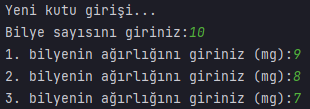 Yeni kutu girişi...
Bilye sayısını giriniz:10
1. bilyenin ağırlığını giriniz (mg):9
2. bilyenin ağırlığını giriniz (mg):8
3. bilyenin ağırlığını giriniz (mg):7